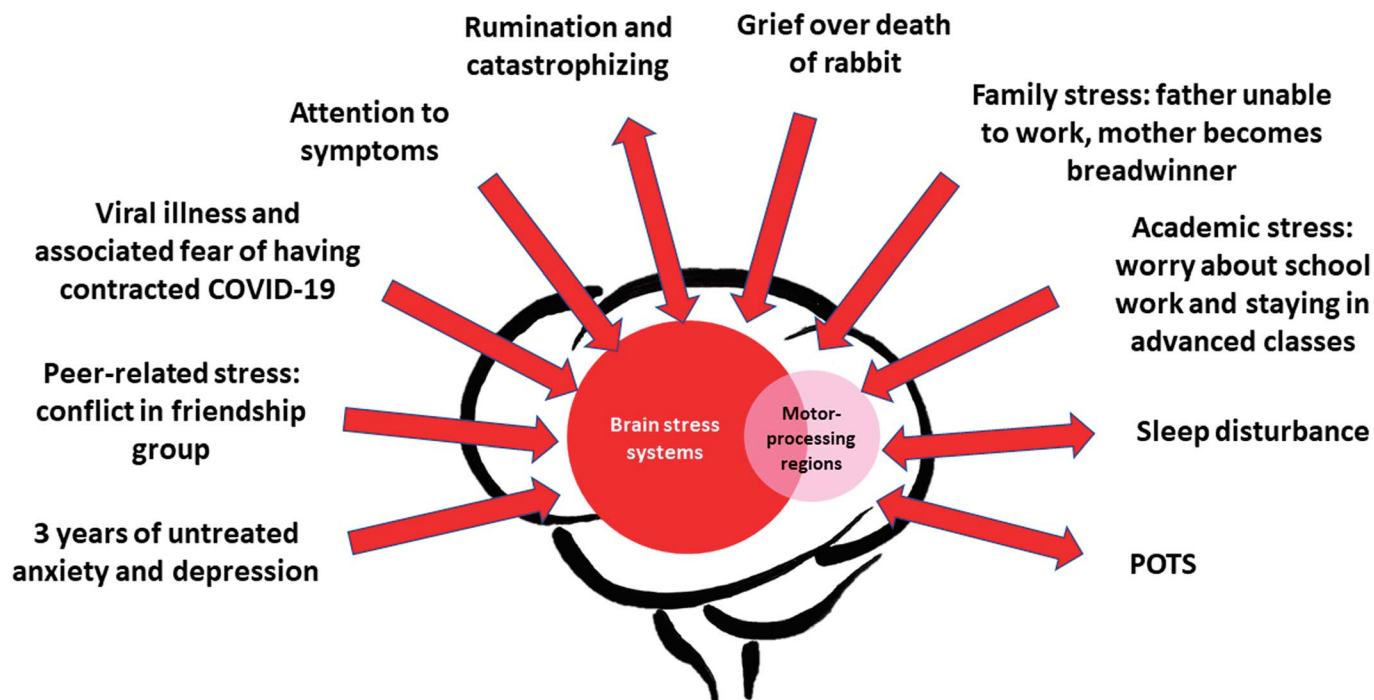 Rumination and
catastrophizing
Grief over death
of rabbit
Attention to
symptoms
Family stress: father unable
to work, mother becomes
breadwinner
Viral illness and
associated fear of having
contracted COVID-19
Academic stress:
worry about school
work and staying in
advanced classes
Peer-related stress:
conflict in friendship
group
Brain stress
systems
Motor-
processing
regions
Sleep disturbance
3 years of untreated
anxiety and depression
POTS